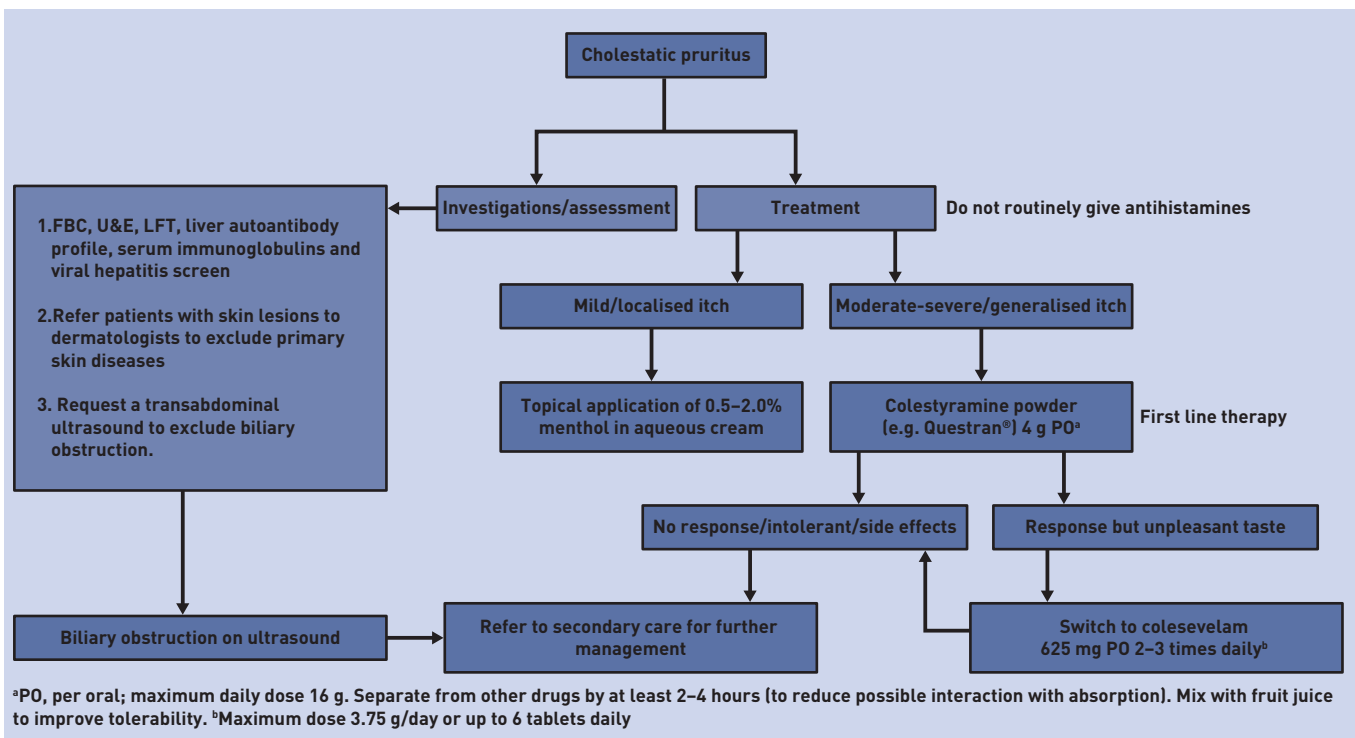 Cholestatic pruritus
Investigations/assessment
Treatment
Do not routinely give antihistamines
1.FBC, U&E, LFT, liver autoantibody
profile, serum immunoglobulins and
viral hepatitis screen
2.Refer patients with skin lesions to
dermatologists to exclude primary
skin diseases
3. Request a transabdominal
ultrasound to exclude biliary
obstruction.
Mild/localised itch
Moderate-severe/generalised itch
Topical application of 0.5–2.0%
menthol in aqueous cream
Colestyramine powder
(e.g. Questran®) 4 g POᵃ
First line therapy
No response/intolerant/side effects
Response but unpleasant taste
Biliary obstruction on ultrasound
Refer to secondary care for further
management
Switch to colesevelam
625 mg PO 2–3 times dailyᵇ
ᵃPO, per oral; maximum daily dose 16 g. Separate from other drugs by at least 2–4 hours (to reduce possible interaction with absorption). Mix with fruit juice
to improve tolerability. ᵇMaximum dose 3.75 g/day or up to 6 tablets daily